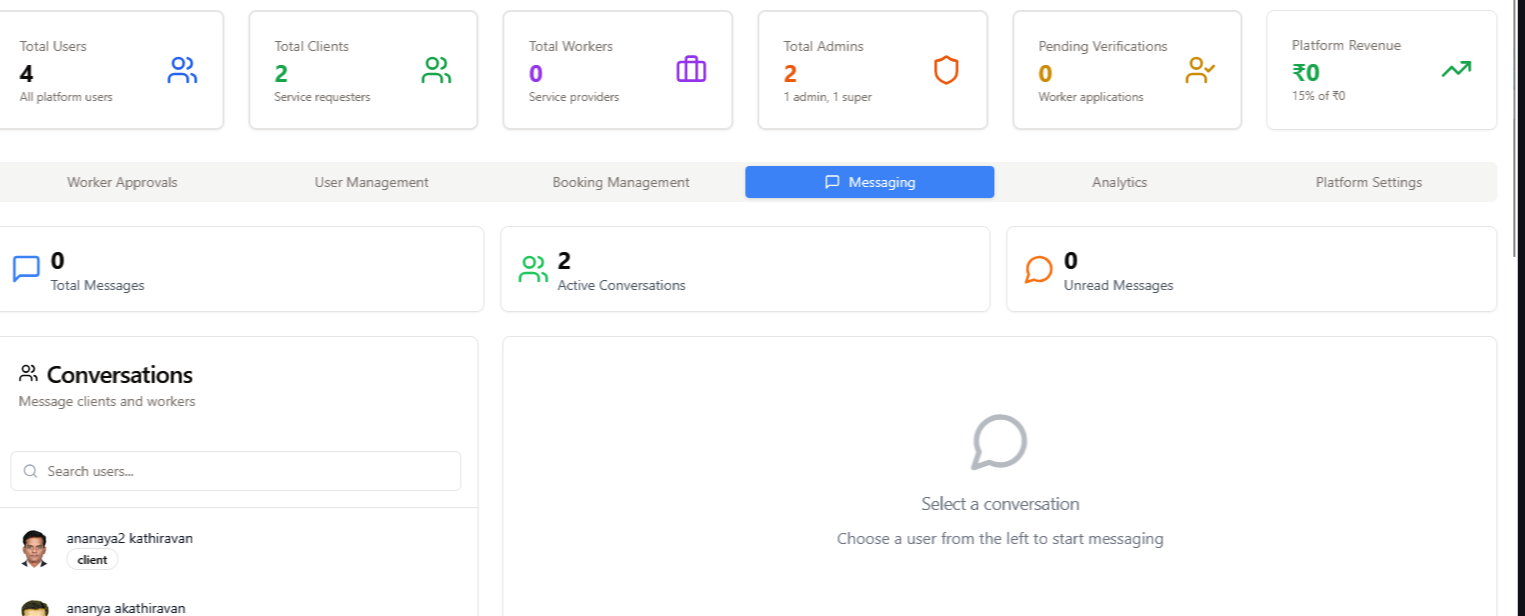 Total Users
4
All platform users
Total Clients
2
Service requesters
Total Workers
0
Service providers
Total Admins
2
1 admin, 1 super
Pending Verifications
0
Worker applications
Platform Revenue
₹0
15% of ₹0
Worker Approvals
User Management
Booking Management
Messaging
Analytics
Platform Settings
0
Total Messages
2
Active Conversations
0
Unread Messages
Conversations
Message clients and workers
Search users...
ananaya2 kathiravan
client
ananya akathiravan
Select a conversation
Choose a user from the left to start messaging